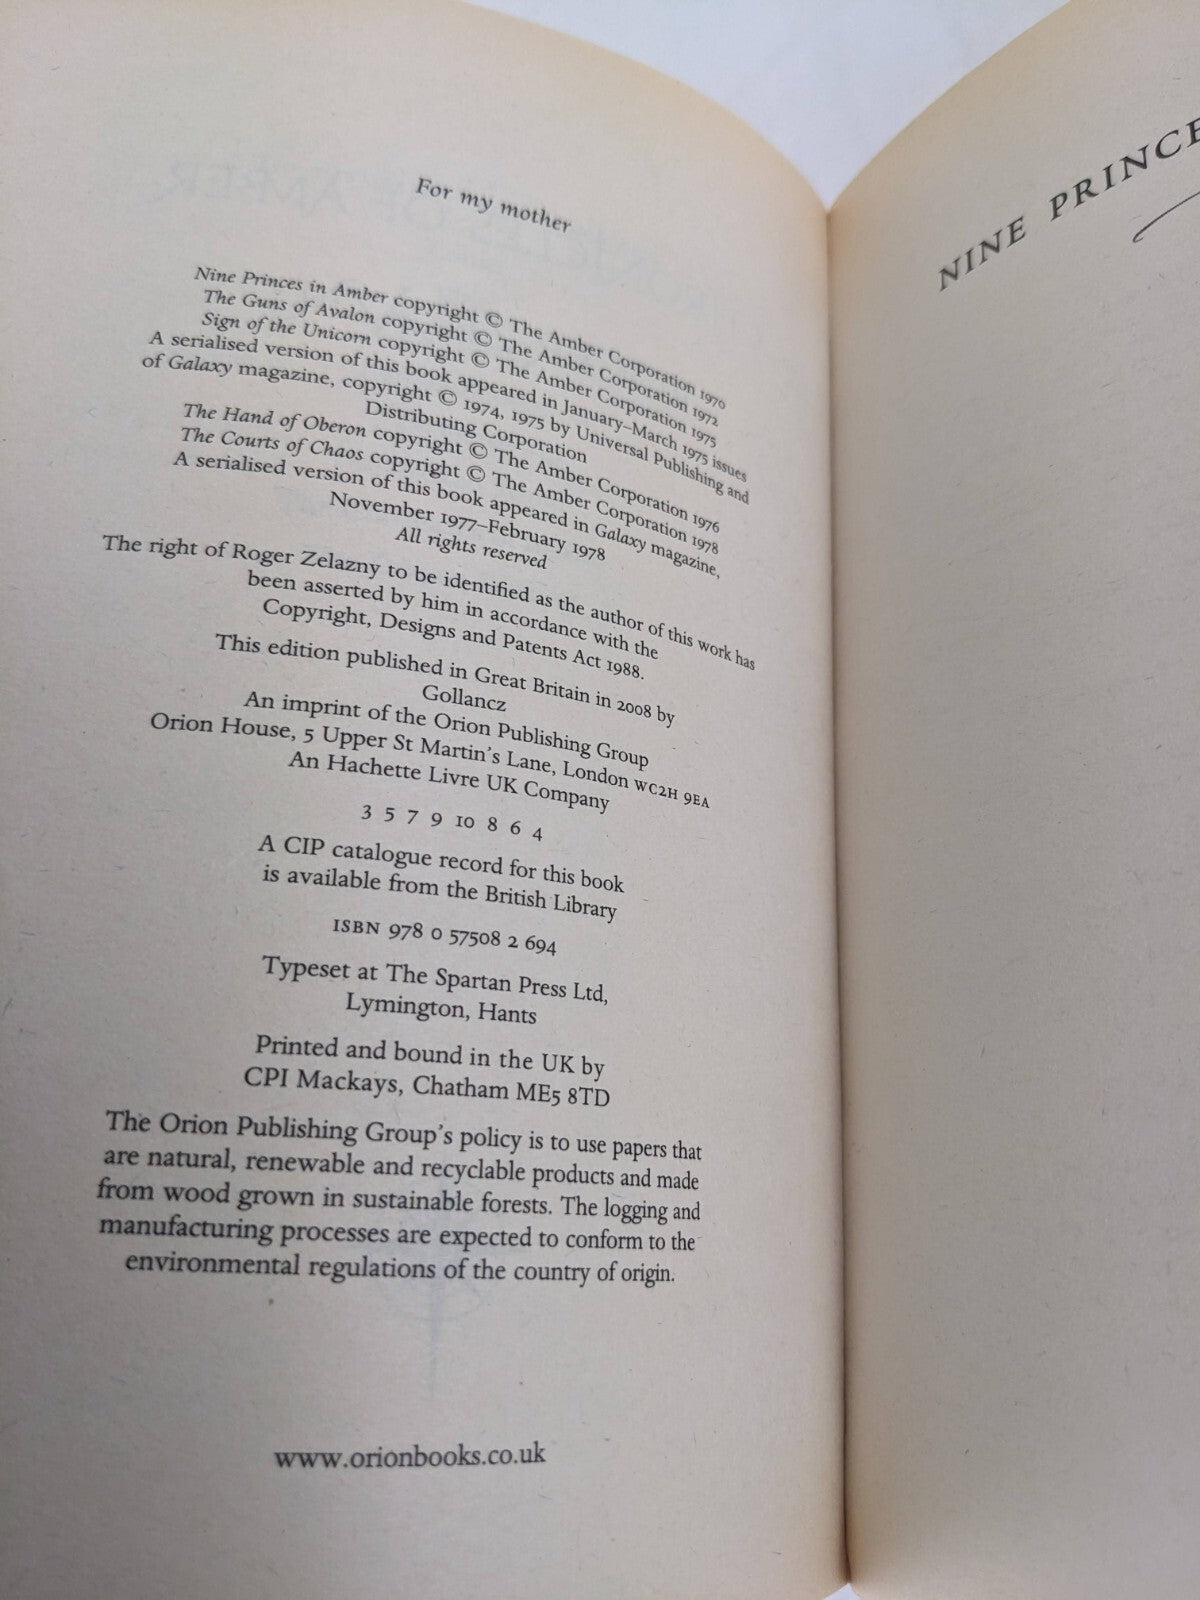 For my mother
Nine Princes in Amber copyright © The Amber Corporation 1970
The Guns of Avalon copyright © The Amber Corporation 1972
Sign of the Unicorn copyright © The Amber Corporation 1975
A serialised version of this book appeared in January–March 1975 issues
of Galaxy magazine, copyright © 1974, 1975 by Universal Publishing and
Distributing Corporation
The Hand of Oberon copyright © The Amber Corporation 1976
The Courts of Chaos copyright © The Amber Corporation 1978
A serialised version of this book appeared in Galaxy magazine,
November 1977–February 1978
All rights reserved
The right of Roger Zelazny to be identified as the author of this work has
been asserted by him in accordance with the
Copyright, Designs and Patents Act 1988.
This edition published in Great Britain in 2008 by
Gollancz
An imprint of the Orion Publishing Group
Orion House, 5 Upper St Martin's Lane, London WC2H 9EA
An Hachette Livre UK Company
3 5 7 9 10 8 6 4
A CIP catalogue record for this book
is available from the British Library
ISBN 978 0 57508 2 694
Typeset at The Spartan Press Ltd,
Lymington, Hants
Printed and bound in the UK by
CPI Mackays, Chatham ME5 8TD
The Orion Publishing Group's policy is to use papers that
are natural, renewable and recyclable products and made
from wood grown in sustainable forests. The logging and
manufacturing processes are expected to conform to the
environmental regulations of the country of origin.
www.orionbooks.co.uk
NINE PRINCE